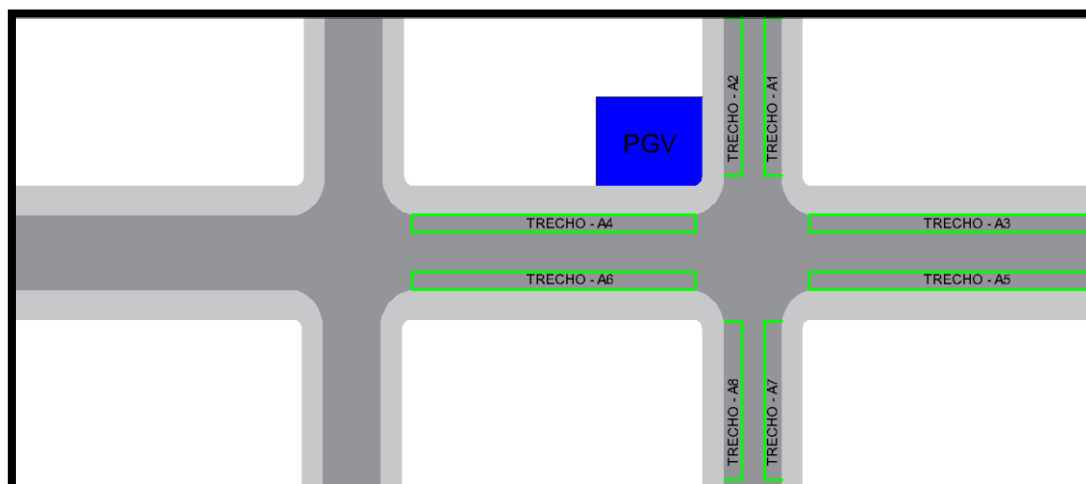 TRECHO - A2
TRECHO - A1
PGV
TRECHO - A4
TRECHO - A3
TRECHO - A6
TRECHO - A5
TRECHO - A8
TRECHO - A7